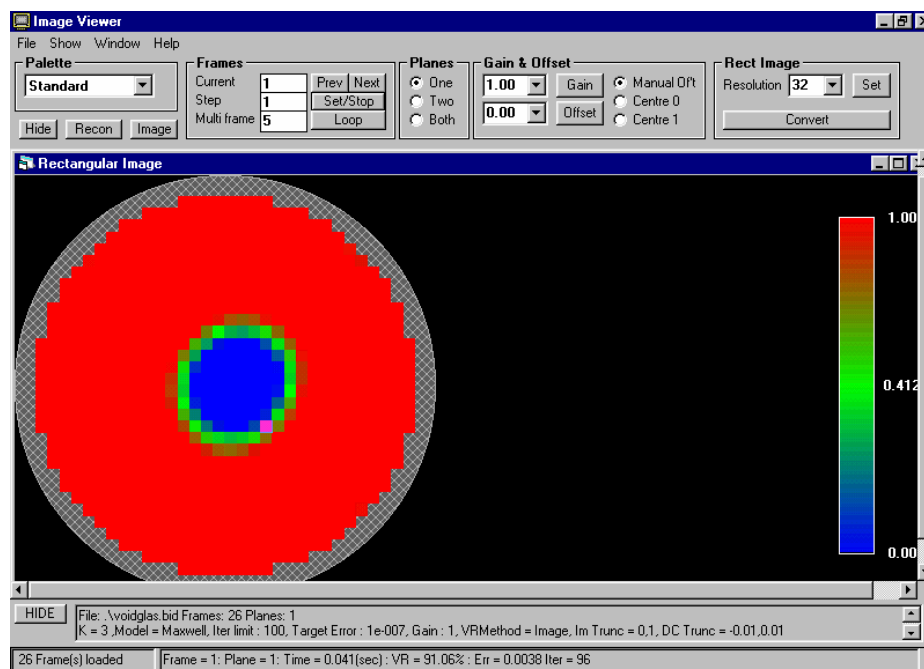 Image Viewer
File Show Window Help
Palette
Standard
Hide Recon Image
Frames
Current 1 Prev Next
Step 1 Set/Stop
Multi frame 5 Loop
Planes
One
Two
Both
Gain & Offset
1.00 Gain
0.00 Offset
Manual Of't
Centre 0
Centre 1
Rect Image
Resolution 32 Set
Convert
Rectangular Image
1.00
0.412
0.00
HIDE
File: .\voidglas.bid Frames: 26 Planes: 1
K = 3 ,Model = Maxwell, Iter limit : 100, Target Error : 1e-007, Gain : 1, VRMethod = Image, Im Trunc = 0,1, DC Trunc = -0.01,0.01
26 Frame(s) loaded
Frame = 1: Plane = 1: Time = 0.041(sec) : VR = 91.06% : Err = 0.0038 Iter = 96